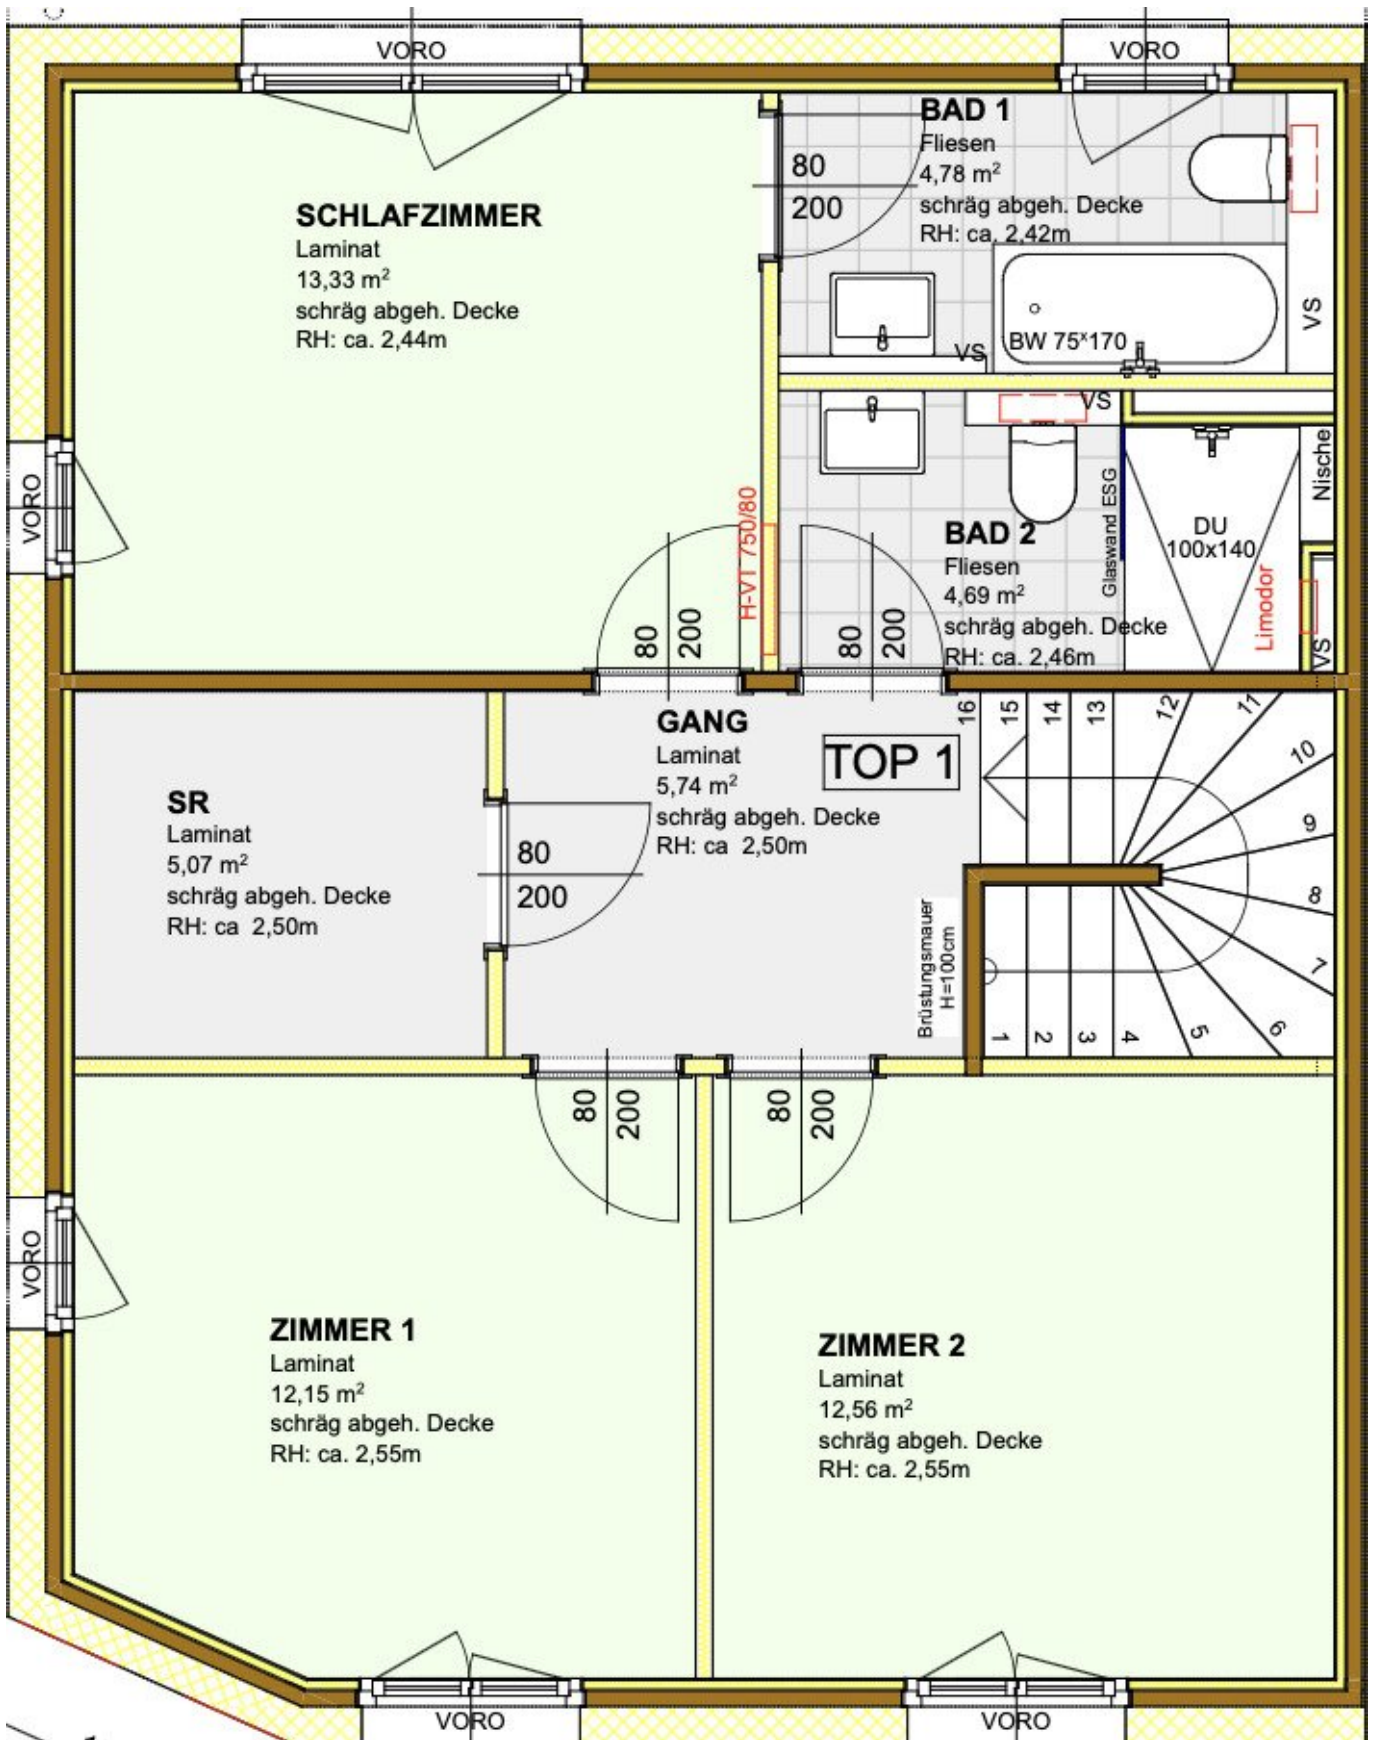 VORO
VORO
BAD 1
Fliesen
4,78 m²
schräg abgeh. Decke
RH: ca. 2,42m
80
200
SCHLAFZIMMER
Laminat
13,33 m²
schräg abgeh. Decke
RH: ca. 2,44m
VS
VS
BW 75*170
VS
VORO
H-VT 750/80
BAD 2
Fliesen
4,69 m²
schräg abgeh. Decke
RH: ca. 2,46m
Glaswand ESG
DU
100x140
Nische
Limodor
VS
80
200
80
200
GANG
Laminat
5,74 m²
schräg abgeh. Decke
RH: ca 2,50m
TOP 1
16
15
14
13
12
11
10
9
8
7
6
5
4
3
2
1
SR
Laminat
5,07 m²
schräg abgeh. Decke
RH: ca 2,50m
80
200
Brüstungsmauer
H=100cm
80
200
80
200
VORO
ZIMMER 1
Laminat
12,15 m²
schräg abgeh. Decke
RH: ca. 2,55m
ZIMMER 2
Laminat
12,56 m²
schräg abgeh. Decke
RH: ca. 2,55m
VORO
VORO